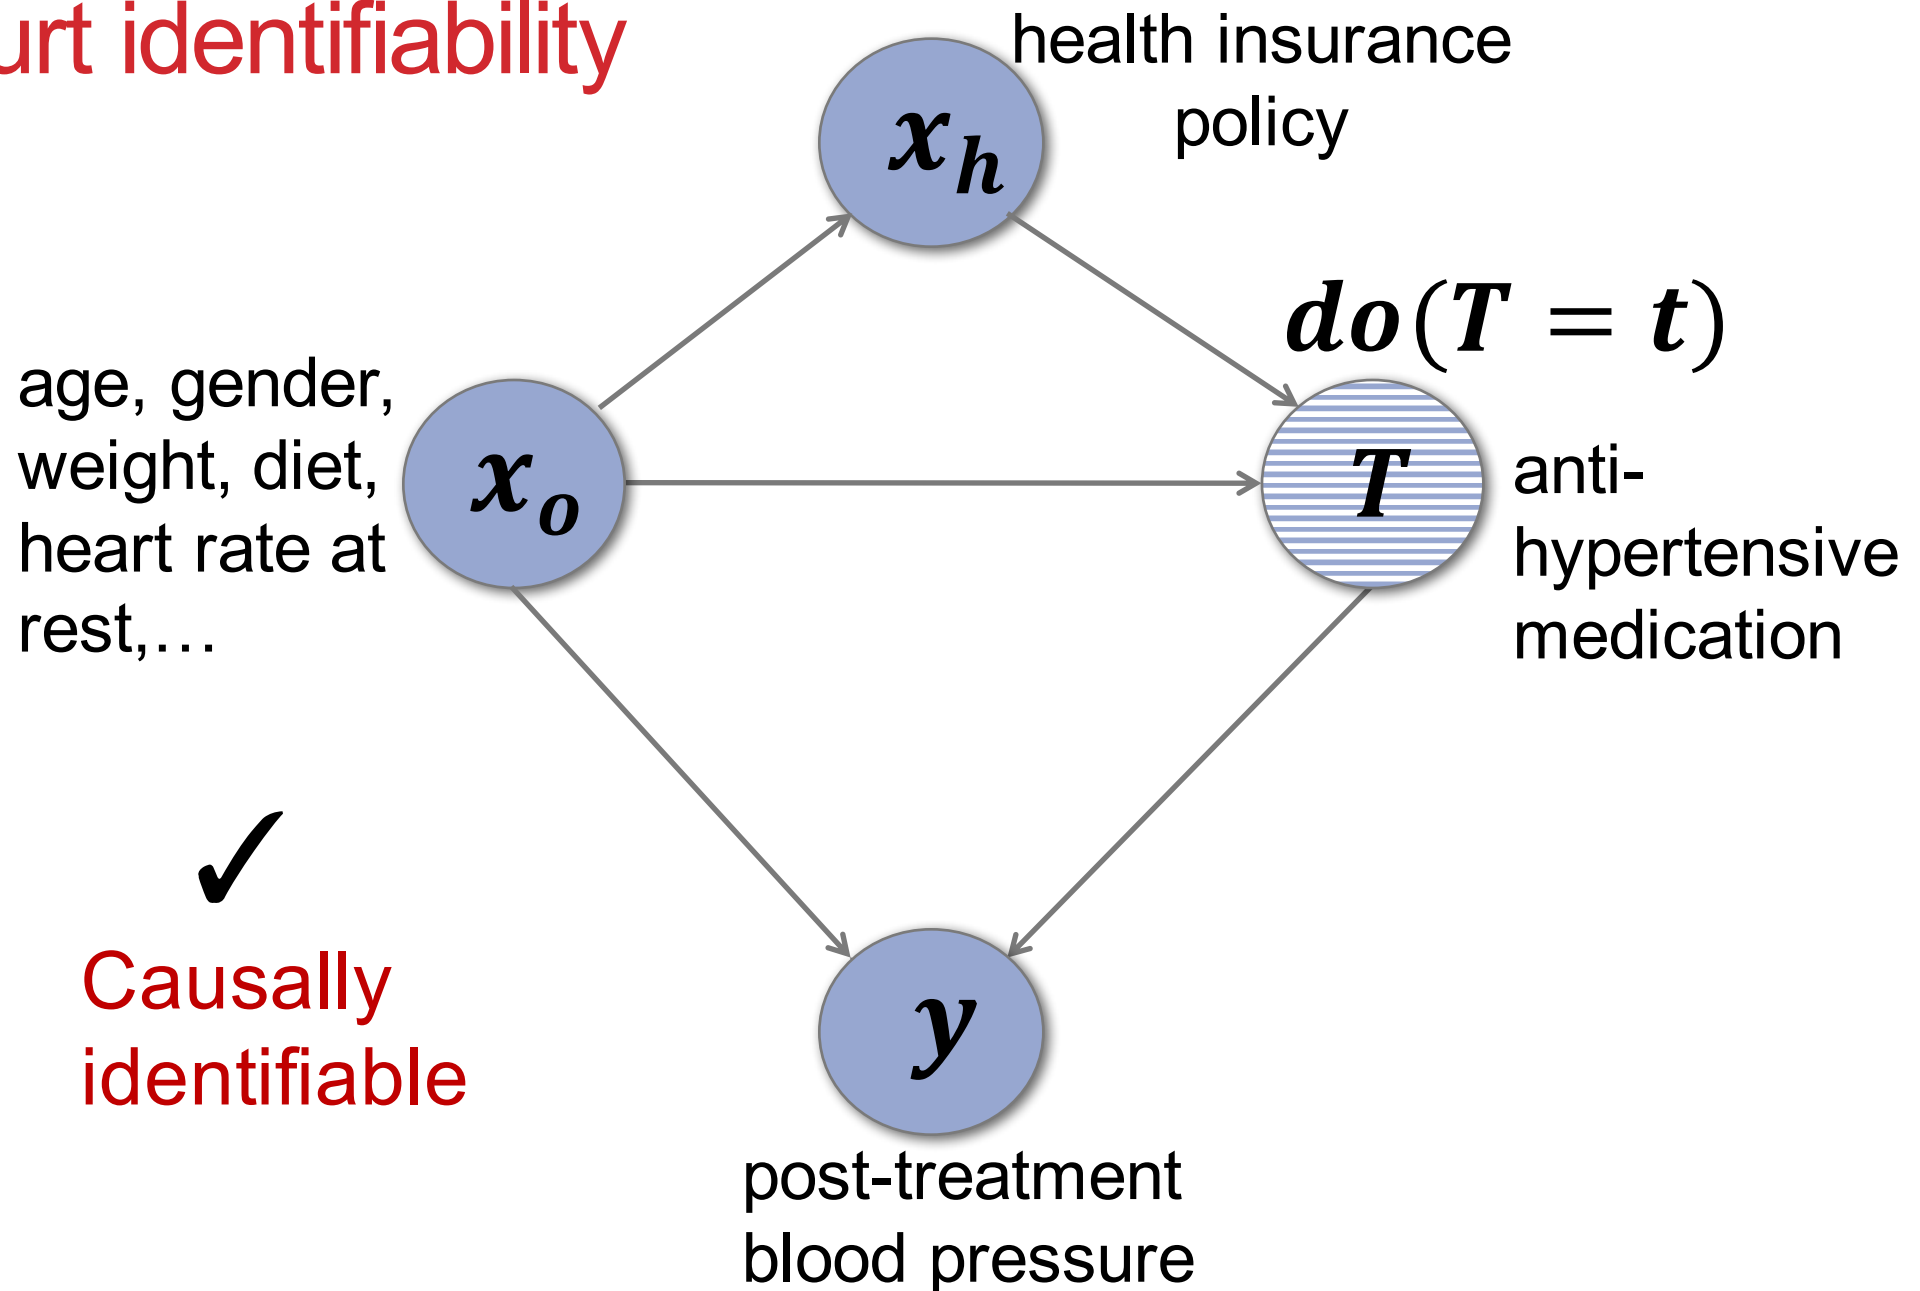 identifiability
health insurance
policy
x_h
do(T = t)
age, gender,
weight, diet,
heart rate at
rest,…
x_o
T
anti-
hypertensive
medication
✓
Causally
identifiable
y
post-treatment
blood pressure